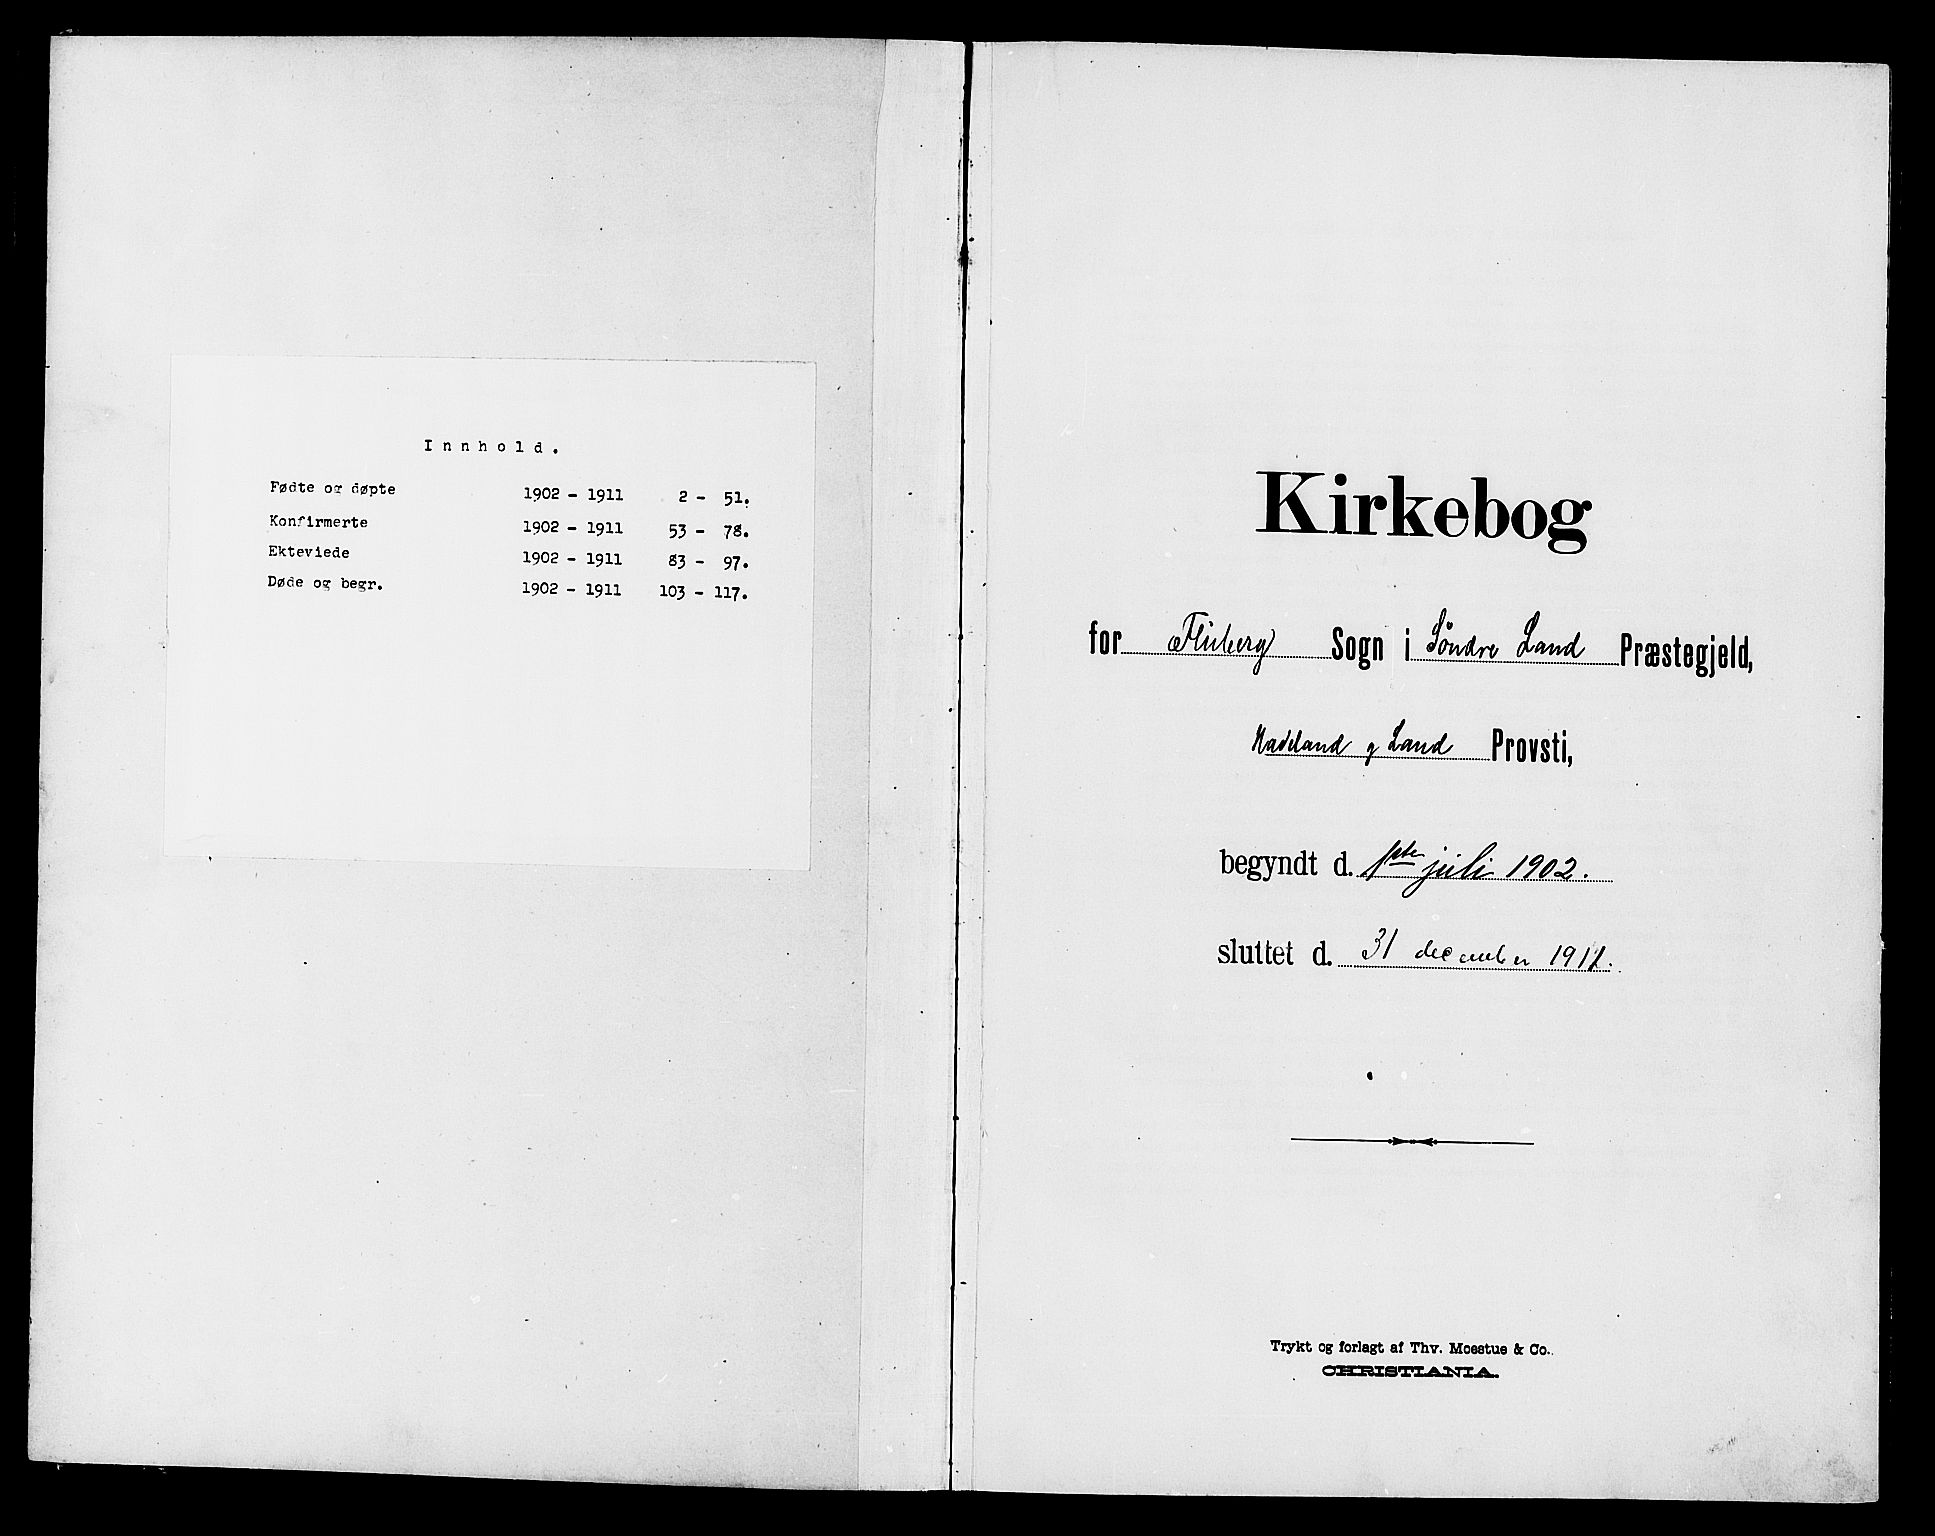 Innhold.
Fødte og døpte 1902 - 1911 2 - 51.
Konfirmerte 1902 - 1911 53 - 78.
Ekteviede 1902 - 1911 83 - 97.
Døde og begr. 1902 - 1911 103 - 117.
Kirkebog
for Fluberg Sogn i Søndre Land Præstegjeld,
Hadeland og Land Provsti,
begyndt d. 1ste juli 1902.
sluttet d. 31 december 1911.
Trykt og forlagt af Thv. Moestue & Co.
CHRISTIANIA.